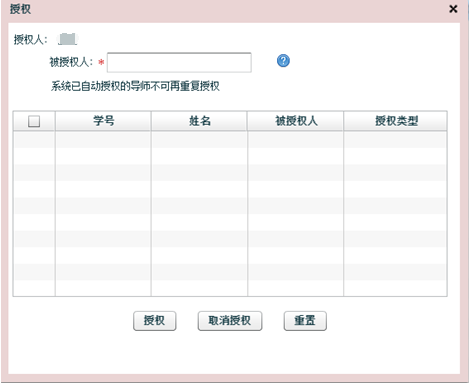 授权
授权人：
被授权人：*
系统已自动授权的导师不可再重复授权
学号 姓名 被授权人 授权类型
授权 取消授权 重置